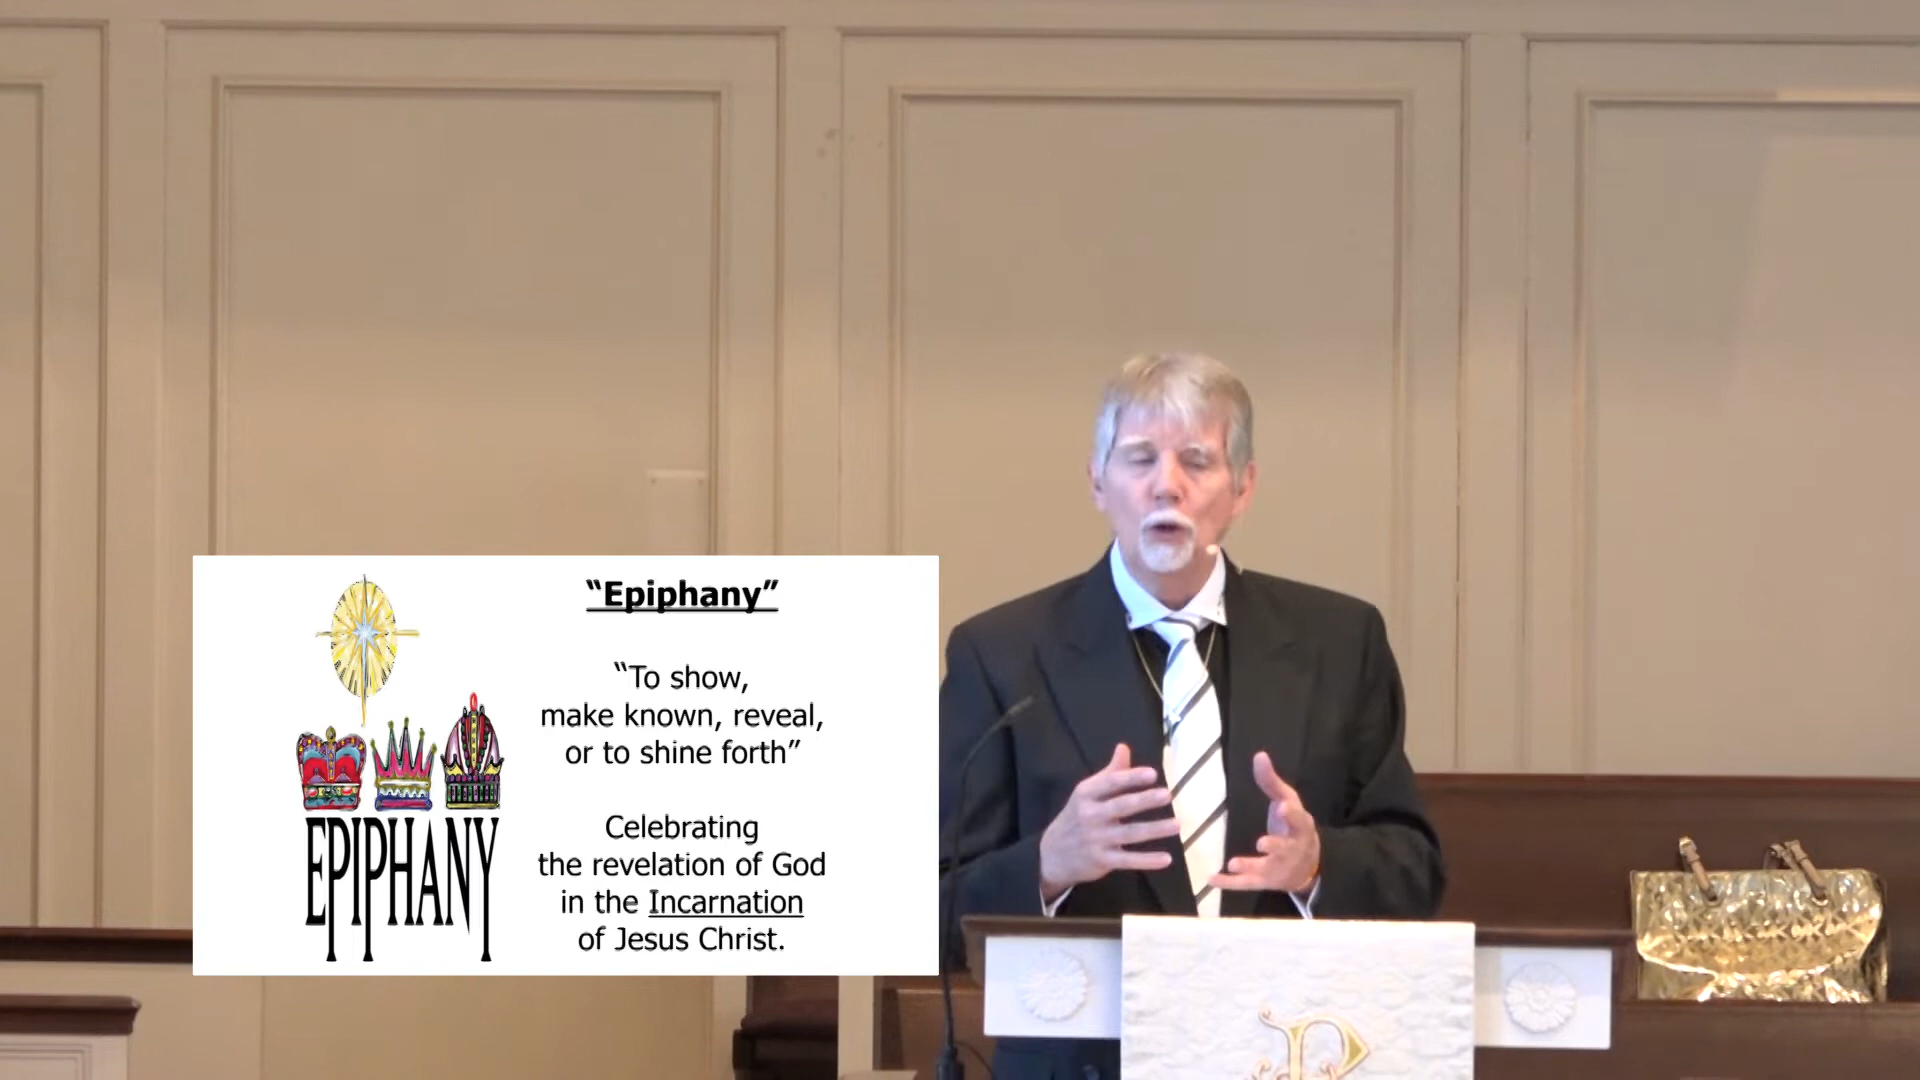 “Epiphany”
“To show,
make known, reveal,
or to shine forth”
Celebrating
the revelation of God
in the Incarnation
of Jesus Christ.
EPIPHANY